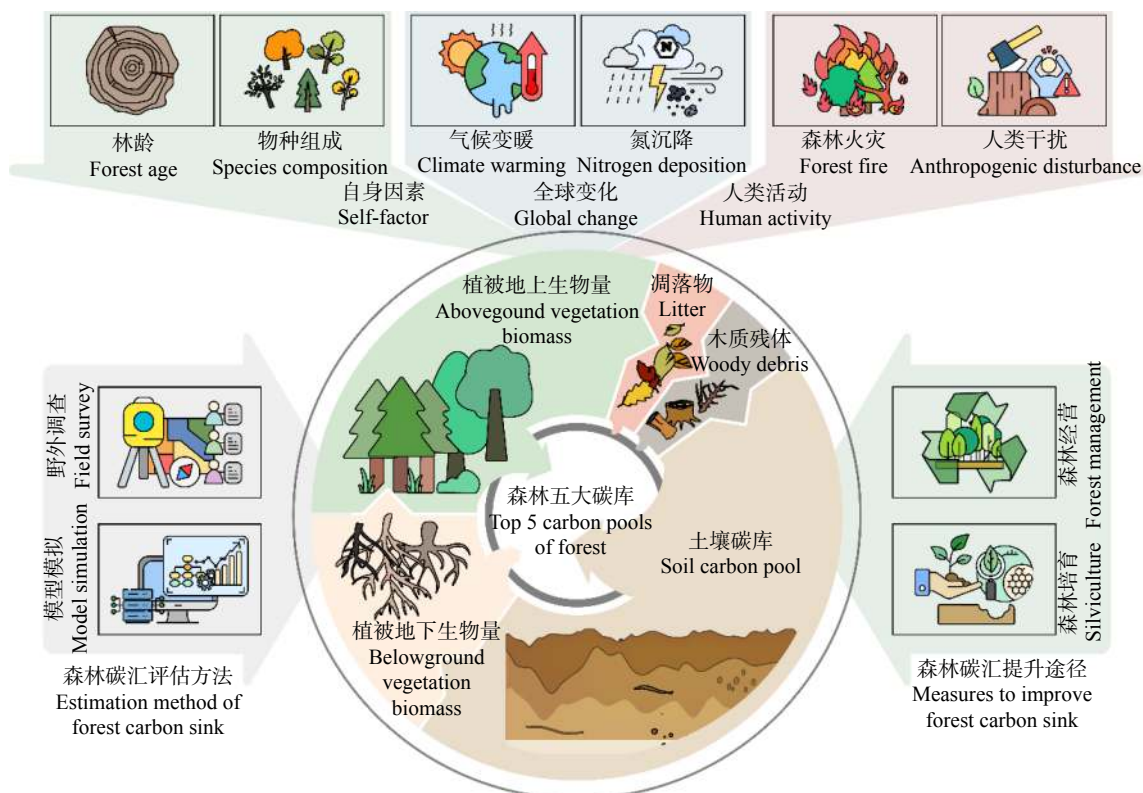 N
林龄
Forest age
物种组成
Species composition
气候变暖
Climate warming
氮沉降
Nitrogen deposition
森林火灾
Forest fire
人类干扰
Anthropogenic disturbance
自身因素
Self-factor
全球变化
Global change
人类活动
Human activity
植被地上生物量
Abovegound vegetation
biomass
凋落物
Litter
木质残体
Woody debris
野外调查
Field survey
模型模拟
Model simulation
森林碳汇评估方法
Estimation method of
forest carbon sink
森林五大碳库
Top 5 carbon pools
of forest
土壤碳库
Soil carbon pool
植被地下生物量
Belowground
vegetation
biomass
森林经营
Forest management
森林培育
Silviculture
森林碳汇提升途径
Measures to improve
forest carbon sink